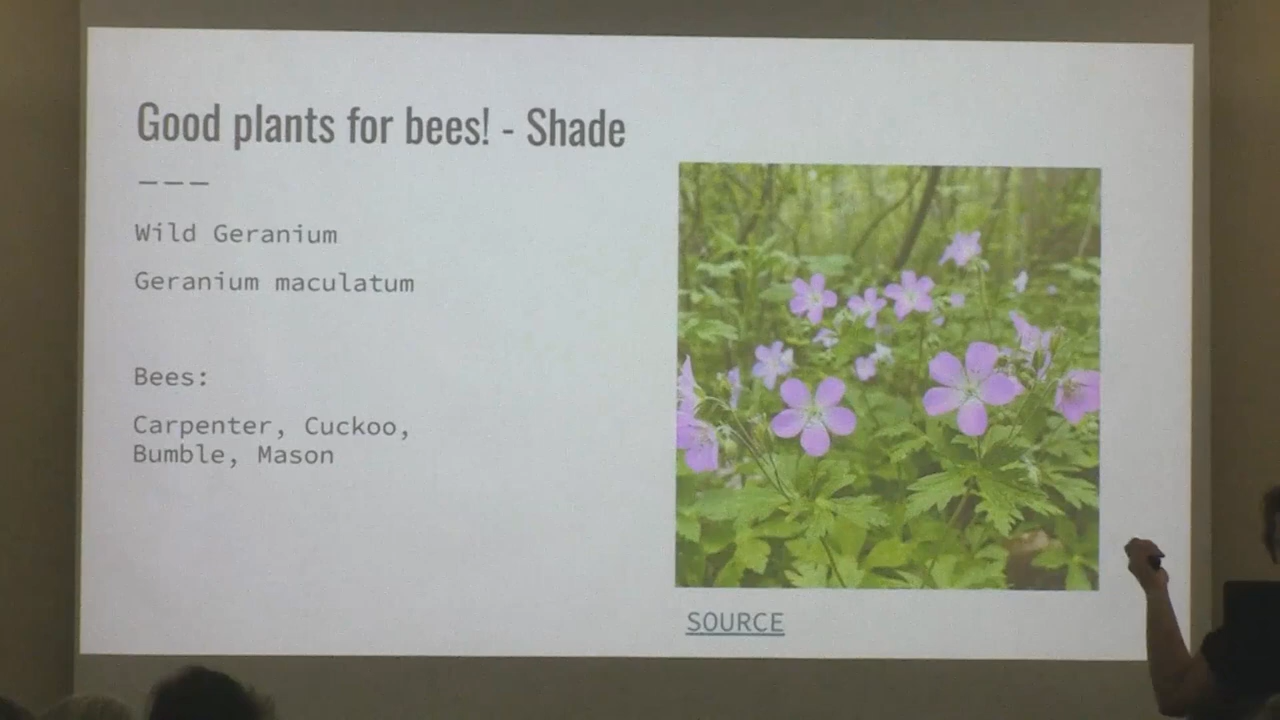 Good plants for bees! - Shade
———
Wild Geranium
Geranium maculatum
Bees:
Carpenter, Cuckoo,
Bumble, Mason
SOURCE